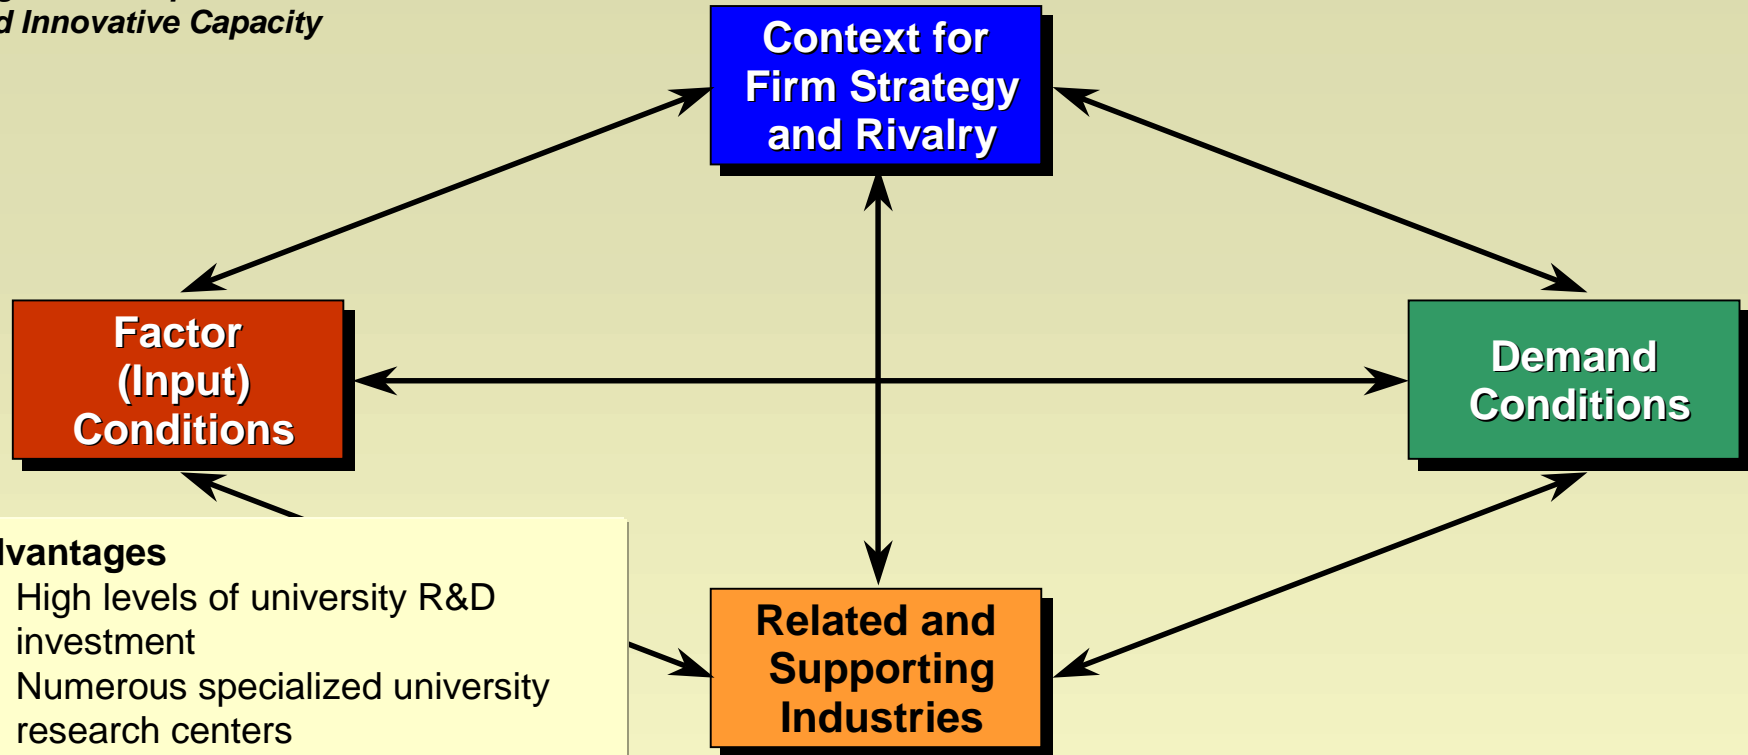 Innovative Capacity
Context for
Firm Strategy
and Rivalry
Factor
(Input)
Conditions
Demand
Conditions
vantages
High levels of university R&D
investment
Numerous specialized university
research centers
Related and
Supporting
Industries